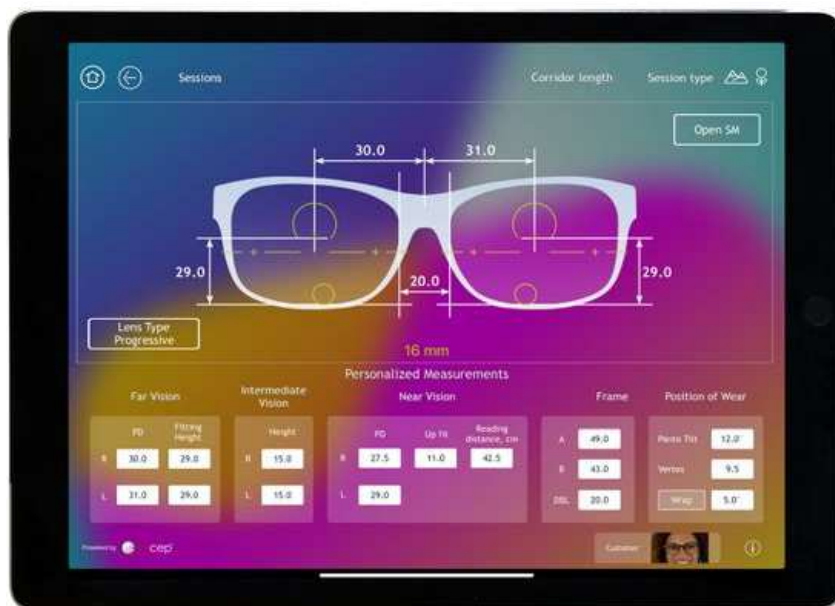 Sessions
Corridor length
Session type
Open SM
30.0
31.0
29.0
20.0
29.0
Lens Type
Progressive
16 mm
Personalized Measurements
Far Vision
Intermediate
Vision
Near Vision
Frame
Position of Wear
PD
Fitting
Height
Height
PD
Up Fit
Reading
distance, cm
R
30.0
29.0
R
15.0
R
27.5
11.0
42.5
L
31.0
29.0
L
15.0
L
29.0
A
49.0
B
43.0
DBL
20.0
Panto Tilt
12.0°
Vertex
9.5
Wrap
5.0°
Powered by
cep
Customer